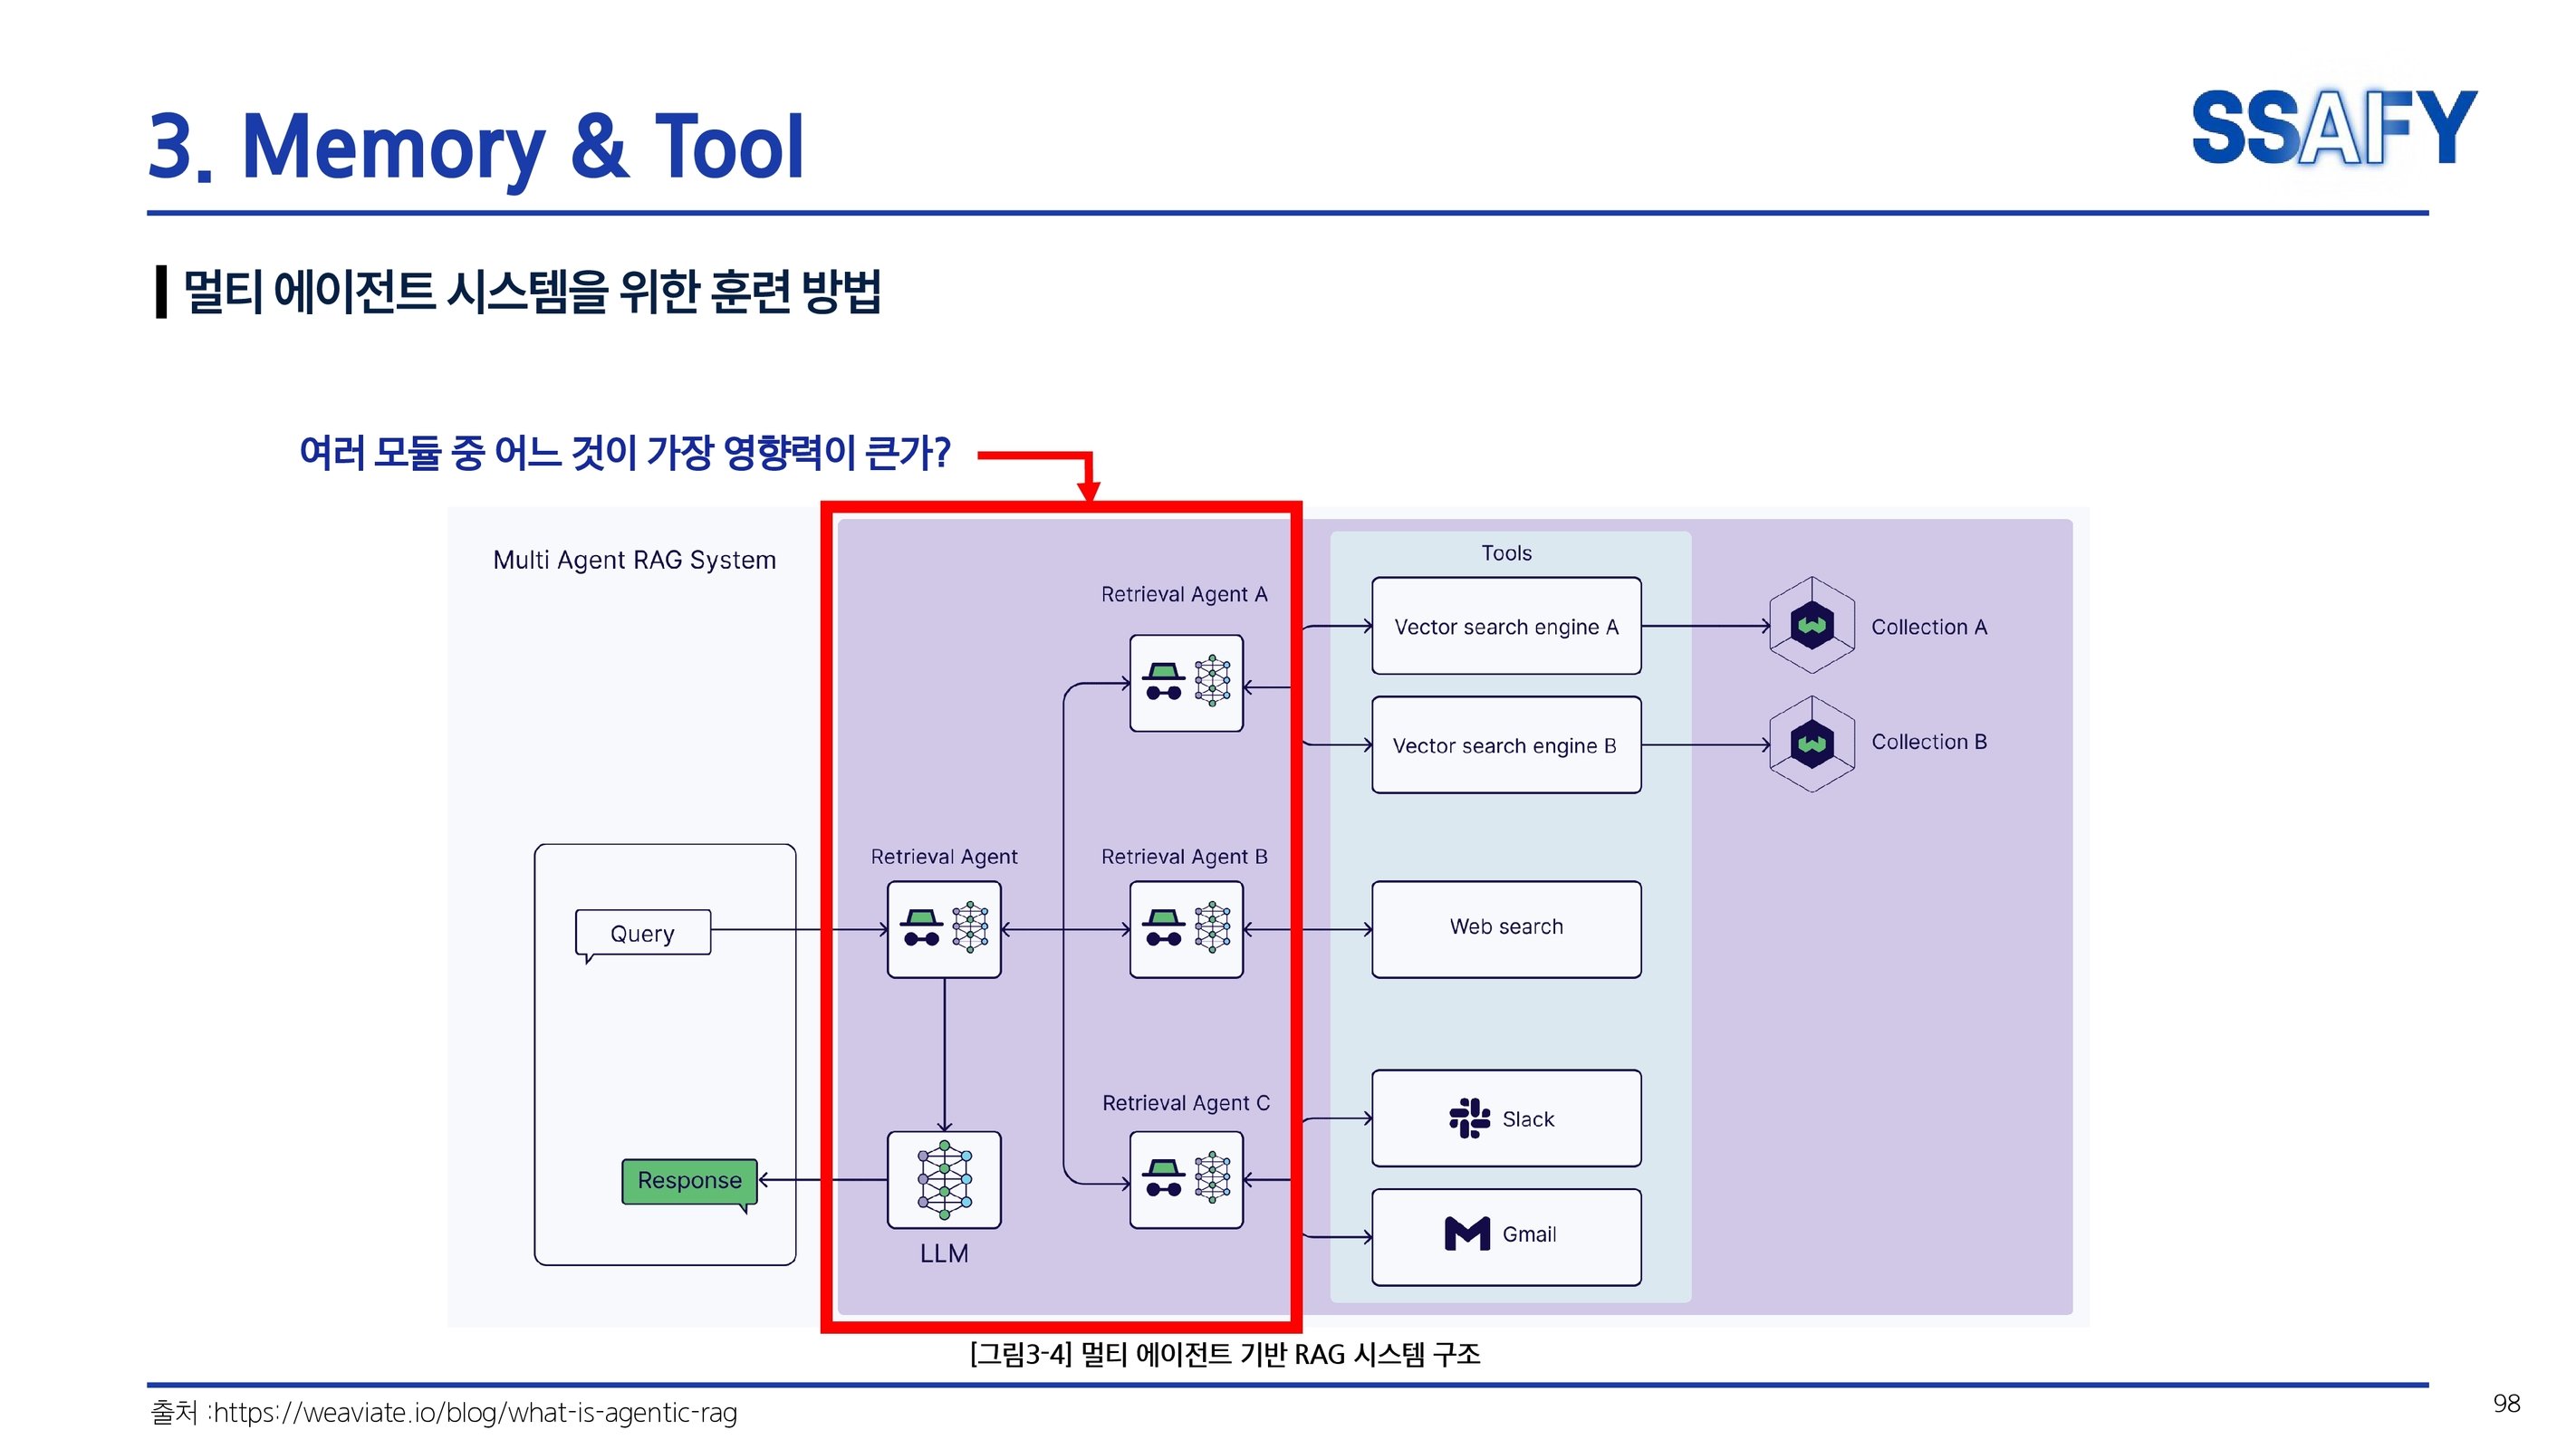 3. Memory & Tool
SSAFY
멀티 에이전트 시스템을 위한 훈련 방법
여러 모듈 중 어느 것이 가장 영향력이 큰가?
Multi Agent RAG System
Tools
Retrieval Agent A
Vector search engine A
Collection A
Vector search engine B
Collection B
Retrieval Agent
Retrieval Agent B
Query
Web search
Retrieval Agent C
Slack
Response
Gmail
LLM
[그림3-4] 멀티 에이전트 기반 RAG 시스템 구조
출처 :https://weaviate.io/blog/what-is-agentic-rag
98